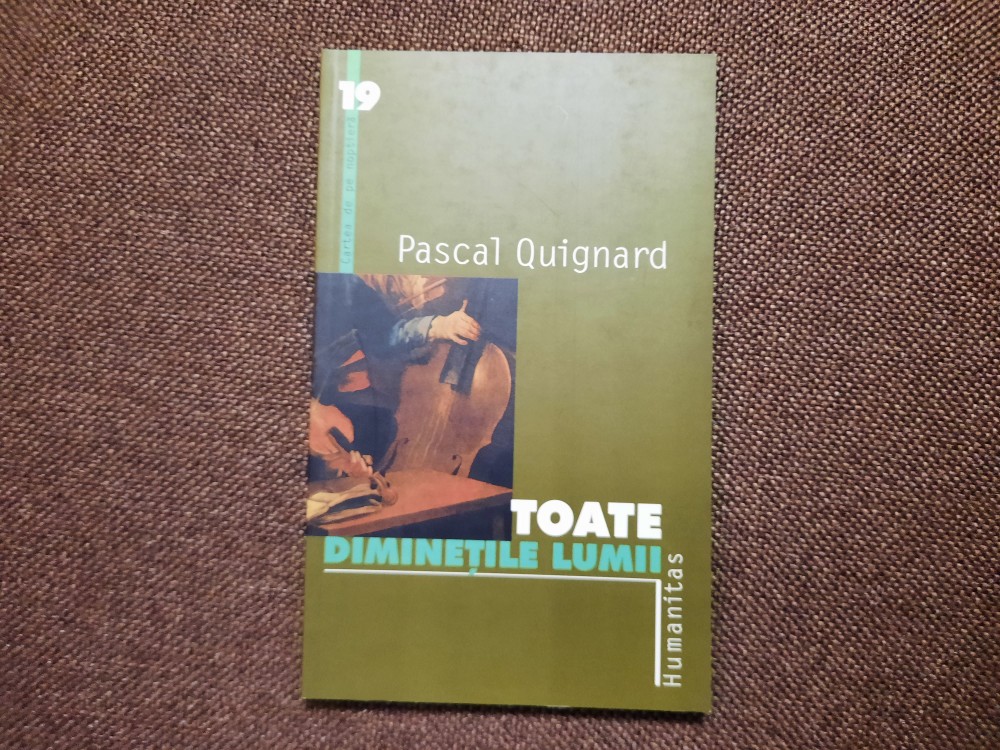 19
Cartea de pe noptieră
Pascal Quignard
TOATE
DIMINEȚILE LUMII
Humanitas